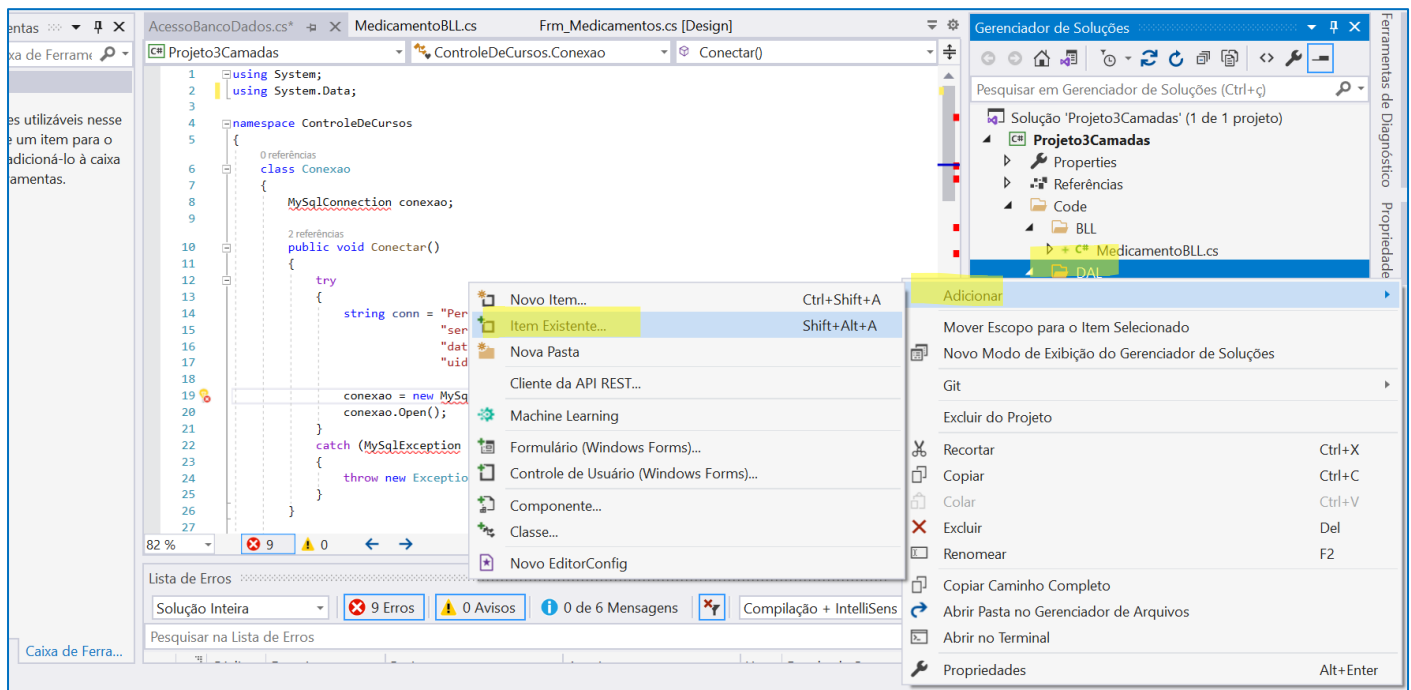 entas
xa de Ferrame
es utilizáveis nesse
e um item para o
adicioná-lo à caixa
ramentas.
Caixa de Ferra...
AcessoBancoDados.cs*
MedicamentoBLL.cs
Frm_Medicamentos.cs [Design]
C# Projeto3Camadas
ControleDeCursos.Conexao
Conectar()
1 using System;
2 using System.Data;
3
4 namespace ControleDeCursos
5 {
0 referências
6 class Conexao
7 {
8 MySqlConnection conexao;
9
2 referências
10 public void Conectar()
11 {
12 try
13 {
14 string conn = "Per
15 "ser
16 "dat
17 "uid
18
19 conexao = new MySq
20 conexao.Open();
21 }
22 catch (MySqlException
23 {
24 throw new Exceptio
25 }
26 }
27
82 %
9
0
Lista de Erros
Solução Inteira
9 Erros
0 Avisos
0 de 6 Mensagens
Compilação + IntelliSens
Pesquisar na Lista de Erros
Novo Item... Ctrl+Shift+A
Item Existente... Shift+Alt+A
Nova Pasta
Cliente da API REST...
Machine Learning
Formulário (Windows Forms)...
Controle de Usuário (Windows Forms)...
Componente...
Classe...
Novo EditorConfig
Gerenciador de Soluções
Pesquisar em Gerenciador de Soluções (Ctrl+ç)
Solução 'Projeto3Camadas' (1 de 1 projeto)
C# Projeto3Camadas
Properties
Referências
Code
BLL
+ C# MedicamentoBLL.cs
DAL
Adicionar
Mover Escopo para o Item Selecionado
Novo Modo de Exibição do Gerenciador de Soluções
Git
Excluir do Projeto
Recortar Ctrl+X
Copiar Ctrl+C
Colar Ctrl+V
Excluir Del
Renomear F2
Copiar Caminho Completo
Abrir Pasta no Gerenciador de Arquivos
Abrir no Terminal
Propriedades Alt+Enter
Ferramentas de Diagnóstico
Propriedade